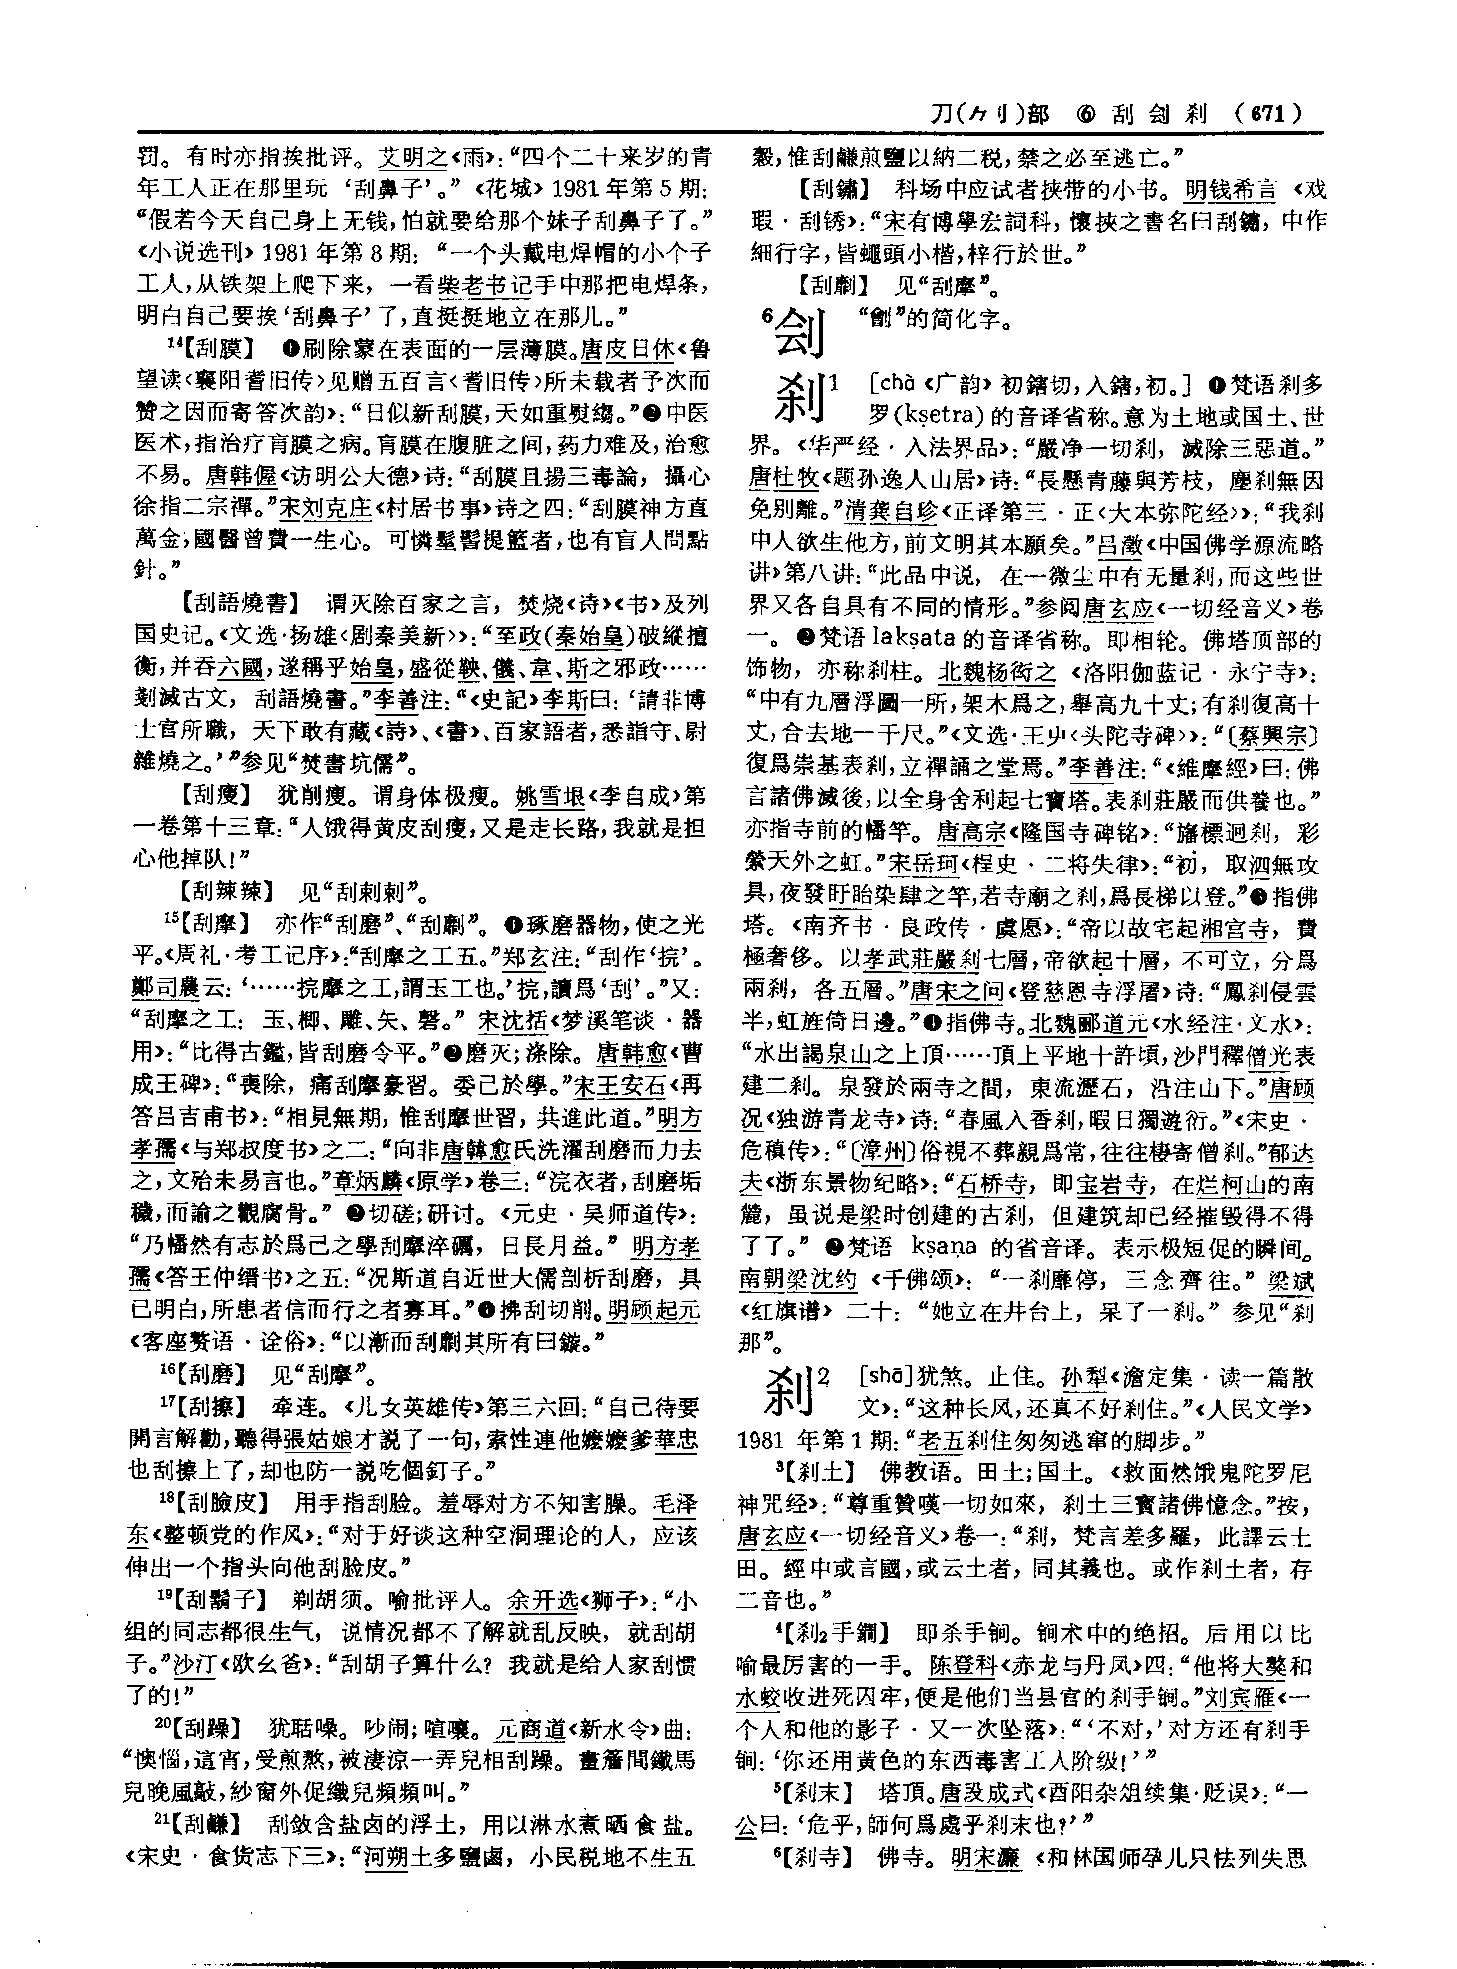 刀(⺈刂)部 ⑥ 刮 刽 刹 (671)
罚。有时亦指挨批评。艾明之《雨》:“四个二十来岁的青
年工人正在那里玩 ‘刮鼻子’。”《花城》1981年第5期:
“假若今天自己身上无钱,怕就要给那个妹子刮鼻子了。”
《小说选刊》1981年第8期: “一个头戴电焊帽的小个子
工人,从铁架上爬下来, 一看柴老书记手中那把电焊条,
明白自己要挨‘刮鼻子’了,直挺挺地立在那儿。”
14【刮膜】 ❶刷除蒙在表面的一层薄膜。唐皮日休《鲁
望读〈襄阳耆旧传〉见赠五百言〈耆旧传〉所未载者予次而
赞之因而寄答次韵》:“日似新刮膜,天如重熨缬。”❷中医
医术,指治疗肓膜之病。肓膜在腹脏之间,药力难及,治愈
不易。唐韩偓《访明公大德》诗:“刮膜且揚三毒論, 攝心
徐指二宗禪。”宋刘克庄《村居书事》诗之四:“刮膜神方直
萬金,國醫曾費一生心。可憐髽髻提籃者,也有盲人問點
針。”
【刮語燒書】 谓灭除百家之言, 焚烧《诗》《书》及列
国史记。《文选·扬雄〈剧秦美新〉》:“至政(秦始皇)破縱擅
衡,并吞六國,遂稱乎始皇,盛從鞅、儀、韋、斯之邪政……
剗滅古文, 刮語燒書。”李善注:“《史記》李斯曰:‘請非博
士官所職, 天下敢有藏《詩》、《書》、百家語者,悉詣守、尉
雜燒之。’”参见“焚書坑儒”。
【刮瘦】 犹削瘦。谓身体极瘦。姚雪垠《李自成》第
一卷第十三章:“人饿得黄皮刮瘦,又是走长路,我就是担
心他掉队!”
【刮辣辣】 见“刮剌剌”。
15【刮摩】 亦作“刮磨”、“刮劘”。❶琢磨器物,使之光
平。《周礼·考工记序》:“刮摩之工五。”郑玄注:“刮作‘捖’。
鄭司農云:‘……捖摩之工,謂玉工也。’捖,讀爲‘刮’。”又:
“刮摩之工: 玉、楖、雕、矢、磬。” 宋沈括《梦溪笔谈·器
用》:“比得古鑑,皆刮磨令平。”❷磨灭;涤除。唐韩愈《曹
成王碑》:“喪除, 痛刮摩豪習。委己於學。”宋王安石《再
答吕吉甫书》:“相見無期,惟刮摩世習,共進此道。”明方
孝孺《与郑叔度书》之二:“向非唐韓愈氏洗濯刮磨而力去
之,文殆未易言也。”章炳麟《原学》卷三:“浣衣者,刮磨垢
穢,而諭之觀腐骨。” ❸切磋;研讨。《元史·吴师道传》:
“乃幡然有志於爲己之學刮摩淬礪, 日長月益。” 明方孝
孺《答王仲缙书》之五:“况斯道自近世大儒剖析刮磨, 具
已明白,所患者信而行之者寡耳。”❹拂刮切削。明顾起元
《客座赘语·诠俗》:“以漸而刮劘其所有曰鏇。”
16【刮磨】 见“刮摩”。
17【刮擦】 牵连。《儿女英雄传》第三六回:“自己待要
開言解勸,聽得張姑娘才説了一句,索性連他嬤嬤爹華忠
也刮擦上了,却也防一説吃個釘子。”
18【刮臉皮】 用手指刮脸。羞辱对方不知害臊。毛泽
东《整顿党的作风》:“对于好谈这种空洞理论的人, 应该
伸出一个指头向他刮脸皮。”
19【刮鬍子】 剃胡须。喻批评人。余开选《狮子》:“小
组的同志都很生气, 说情况都不了解就乱反映, 就刮胡
子。”沙汀《欧幺爸》:“刮胡子算什么? 我就是给人家刮惯
了的!”
20【刮躁】 犹聒噪。吵闹;喧嚷。元商道《新水令》曲:
“懊惱,這宵,受煎熬,被淒涼一弄兒相刮躁。畫簷間鐵馬
兒晚風敲,紗窗外促織兒頻頻叫。”
21【刮鹻】 刮敛含盐卤的浮土, 用以淋水煮晒食盐。
《宋史·食货志下三》:“河朔土多鹽鹵, 小民税地不生五
穀,惟刮鹻煎鹽以納二税,禁之必至逃亡。”
【刮鏽】 科场中应试者挟带的小书。明钱希言《戏
瑕·刮锈》:“宋有博學宏詞科,懷挾之書名曰刮鏽,中作
細行字,皆蠅頭小楷,梓行於世。”
【刮劘】 见“刮摩”。
6刽 “劊”的简化字。
刹1 [chà《广韵》初鎋切,入鎋,初。] ❶梵语刹多
罗(kṣetra)的音译省称。意为土地或国土、世
界。《华严经·入法界品》:“嚴净一切刹, 滅除三惡道。”
唐杜牧《题孙逸人山居》诗:“長懸青藤與芳枝, 塵刹無因
免別離。”清龚自珍《正译第三·正〈大本弥陀经〉》:“我刹
中人欲生他方,前文明其本願矣。”吕澂《中国佛学源流略
讲》第八讲:“此品中说, 在一微尘中有无量刹,而这些世
界又各自具有不同的情形。”参阅唐玄应《一切经音义》卷
一。❷梵语lakṣata的音译省称。即相轮。佛塔顶部的
饰物, 亦称刹柱。北魏杨衒之《洛阳伽蓝记·永宁寺》:
“中有九層浮圖一所,架木爲之,舉高九十丈;有刹復高十
丈,合去地一千尺。”《文选·王屮〈头陀寺碑〉》:“〔蔡興宗〕
復爲崇基表刹,立禪誦之堂焉。”李善注:“《維摩經》曰:佛
言諸佛滅後,以全身舍利起七寶塔。表刹莊嚴而供養也。”
亦指寺前的幡竿。唐高宗《隆国寺碑铭》:“旛標迥刹, 彩
縈天外之虹。”宋岳珂《桯史·二将失律》:“初, 取泗無攻
具,夜發盱眙染肆之竿,若寺廟之刹,爲長梯以登。”❸指佛
塔。《南齐书·良政传·虞愿》:“帝以故宅起湘宫寺, 費
極奢侈。以孝武莊嚴刹七層,帝欲起十層, 不可立, 分爲
兩刹, 各五層。”唐宋之问《登慈恩寺浮屠》诗:“鳳刹侵雲
半,虹旌倚日邊。”❹指佛寺。北魏郦道元《水经注·文水》:
“水出謁泉山之上頂……頂上平地十許頃,沙門釋僧光表
建二刹。泉發於兩寺之間, 東流瀝石, 沿注山下。”唐顾
况《独游青龙寺》诗:“春風入香刹,暇日獨遊衍。”《宋史·
危稹传》:“〔漳州〕俗視不葬親爲常,往往棲寄僧刹。”郁达
夫《浙东景物纪略》:“石桥寺, 即宝岩寺, 在烂柯山的南
麓, 虽说是梁时创建的古刹, 但建筑却已经摧毁得不得
了了。” ❺梵语 kṣaṇa 的省音译。表示极短促的瞬间。
南朝梁沈约《千佛颂》: “一刹靡停, 三念齊往。” 梁斌
《红旗谱》二十: “她立在井台上, 呆了一刹。” 参见“刹
那”。
刹2 [shā]犹煞。止住。孙犁《澹定集·读一篇散
文》:“这种长风,还真不好刹住。”《人民文学》
1981年第1期:“老五刹住匆匆逃窜的脚步。”
3【刹土】 佛教语。田土;国土。《救面然饿鬼陀罗尼
神咒经》:“尊重贊嘆一切如來, 刹土三寳諸佛憶念。”按,
唐玄应《一切经音义》卷一:“刹, 梵言差多羅, 此譯云土
田。經中或言國,或云土者,同其義也。或作刹土者,存
二音也。”
4【刹2手鐧】 即杀手锏。锏术中的绝招。后用以比
喻最厉害的一手。陈登科《赤龙与丹凤》四:“他将大獒和
水蛟收进死囚牢,便是他们当县官的刹手锏。”刘宾雁《一
个人和他的影子·又一次坠落》:“‘不对,’对方还有刹手
锏:‘你还用黄色的东西毒害工人阶级!’”
5【刹末】 塔頂。唐段成式《酉阳杂俎续集·贬误》:“一
公曰:‘危乎,師何爲處乎刹末也?’”
6【刹寺】 佛寺。明宋濂《和林国师孕儿只怯列失思